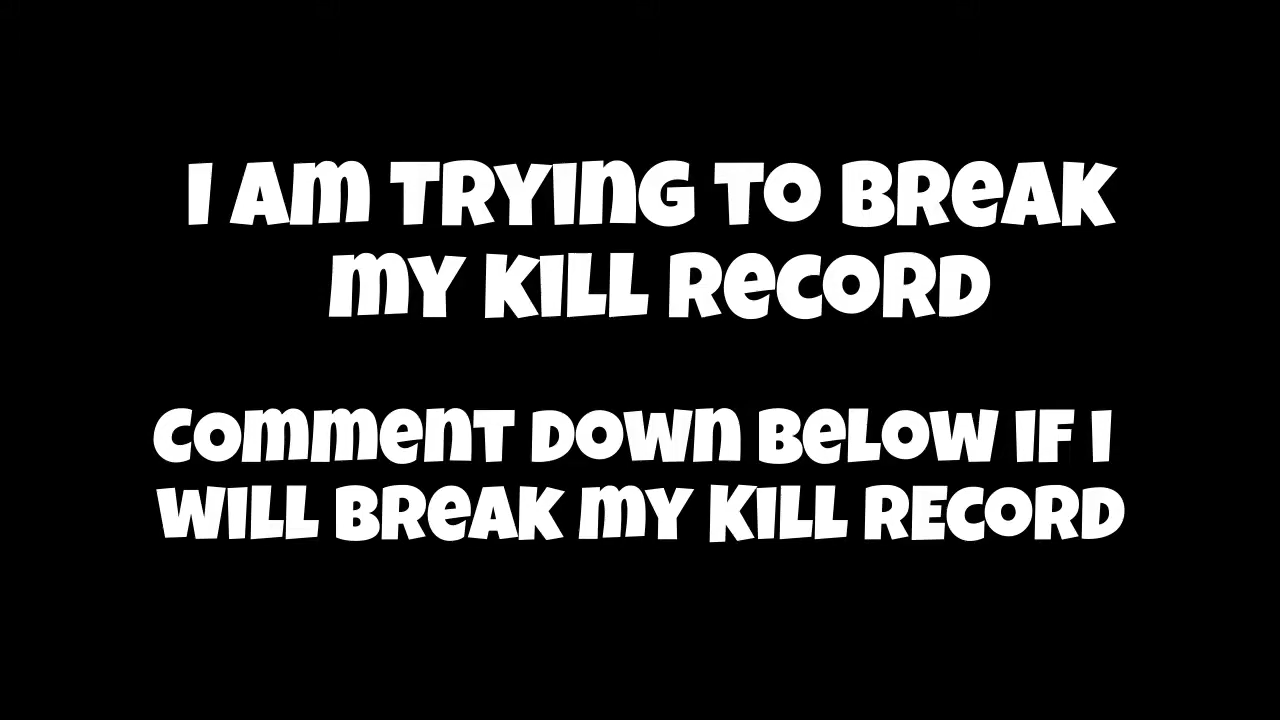 I AM TRYING TO BREAK
MY KILL RECORD
COMMENT DOWN BELOW IF I
WILL BREAK MY KILL RECORD